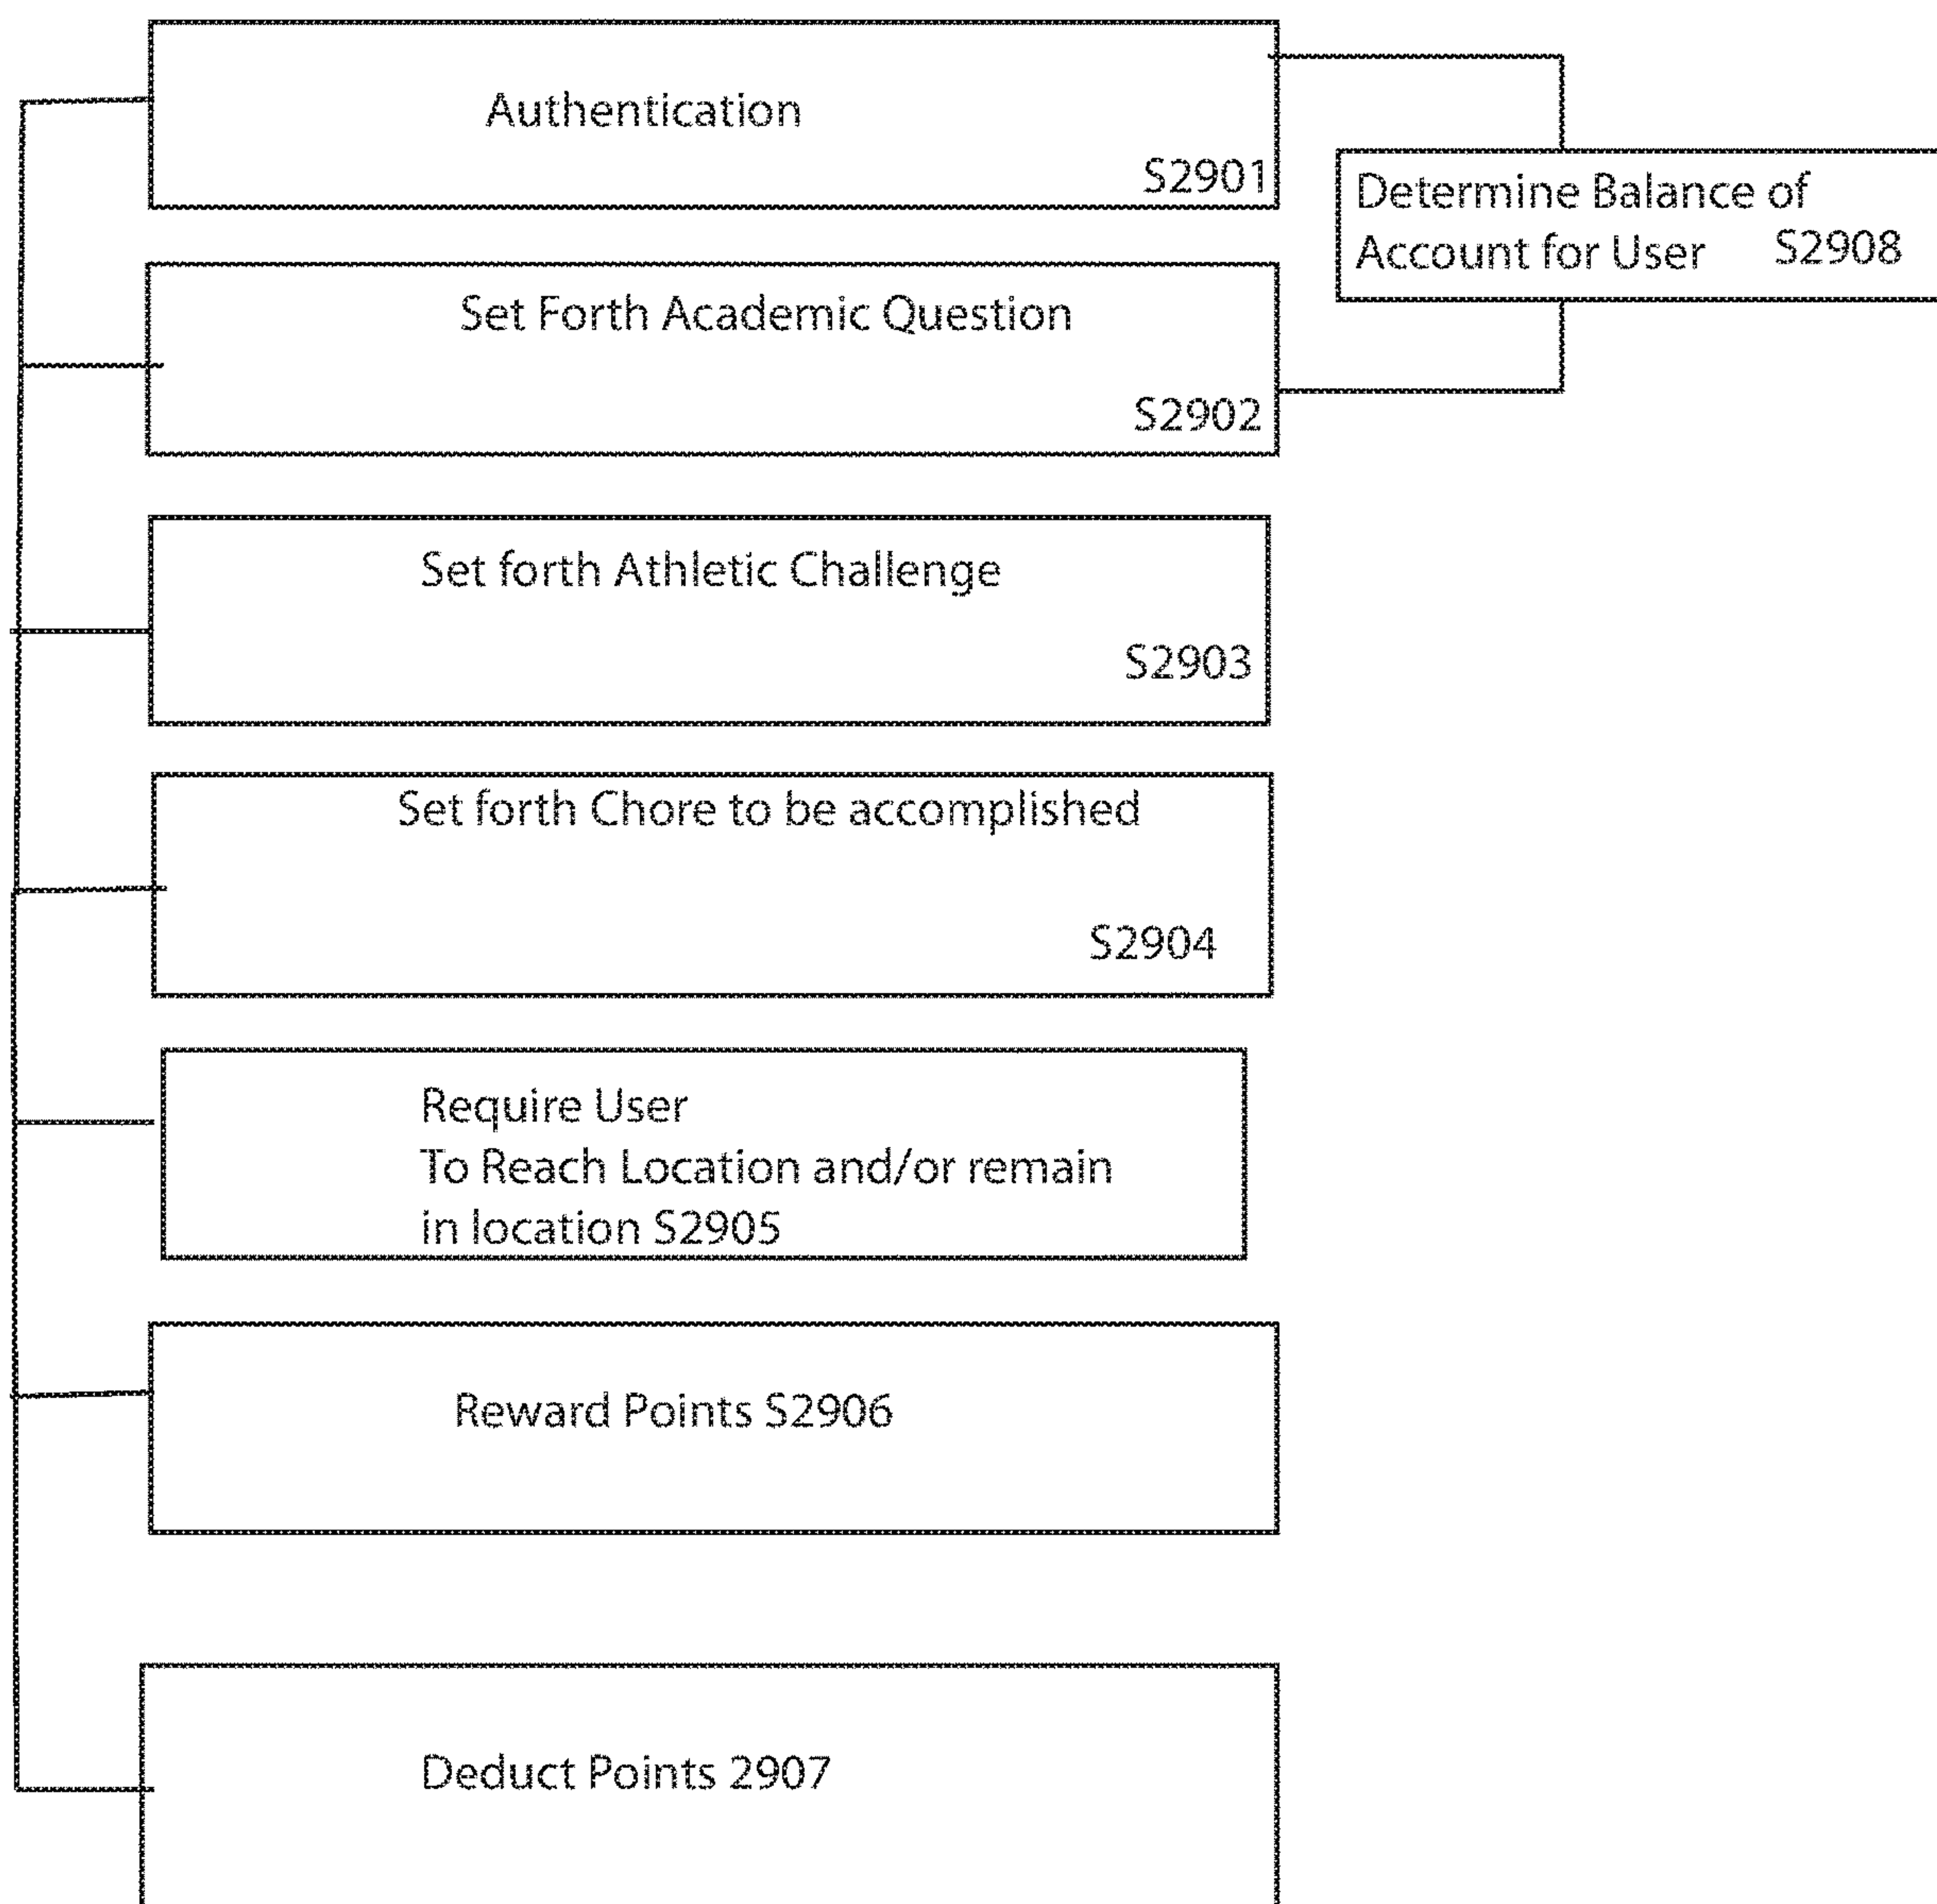 Authentication
S2901
Determine Balance of
Account for User S2908
Set Forth Academic Question
S2902
Set forth Athletic Challenge
S2903
Set forth Chore to be accomplished
S2904
Require User
To Reach Location and/or remain
in location S2905
Reward Points S2906
Deduct Points 2907